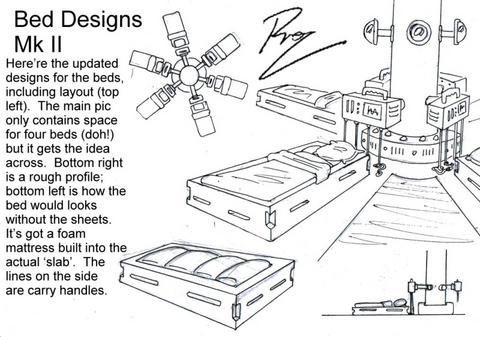 Bed Designs
Mk II
Here're the updated
designs for the beds,
including layout (top
left).  The main pic
only contains space
for four beds (doh!)
but it gets the idea
across.  Bottom right
is a rough profile;
bottom left is how the
bed would looks
without the sheets.
It's got a foam
mattress built into the
actual 'slab'.  The
lines on the side
are carry handles.